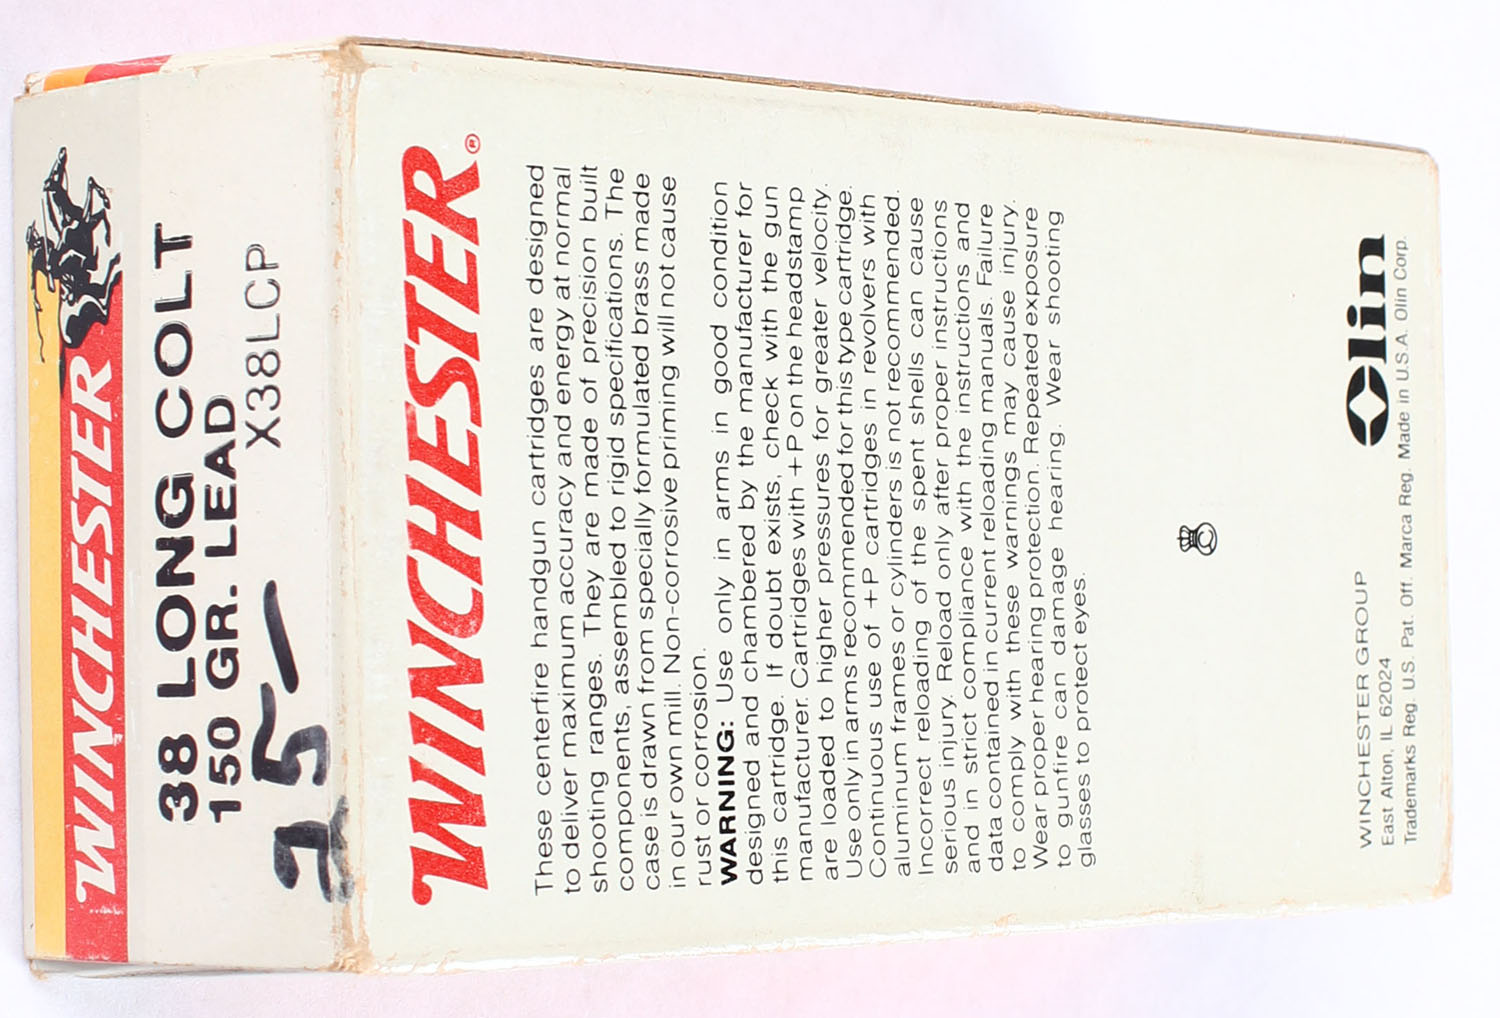 WINCHESTER
38 LONG COLT
150 GR. LEAD
X38LCP
25-
WINCHESTER®
These centerfire handgun cartridges are designed
to deliver maximum accuracy and energy at normal
shooting ranges. They are made of precision built
components, assembled to rigid specifications. The
case is drawn from specially formulated brass made
in our own mill. Non-corrosive priming will not cause
rust or corrosion.
WARNING: Use only in arms in good condition
designed and chambered by the manufacturer for
this cartridge. If doubt exists, check with the gun
manufacturer. Cartridges with +P on the headstamp
are loaded to higher pressures for greater velocity.
Use only in arms recommended for this type cartridge.
Continuous use of +P cartridges in revolvers with
aluminum frames or cylinders is not recommended.
Incorrect reloading of the spent shells can cause
serious injury. Reload only after proper instructions
and in strict compliance with the instructions and
data contained in current reloading manuals. Failure
to comply with these warnings may cause injury.
Wear proper hearing protection. Repeated exposure
to gunfire can damage hearing. Wear shooting
glasses to protect eyes.
C
WINCHESTER GROUP
Olin
East Alton, IL 62024
Trademarks Reg. U.S. Pat. Off. Marca Reg. Made in U.S.A. Olin Corp.